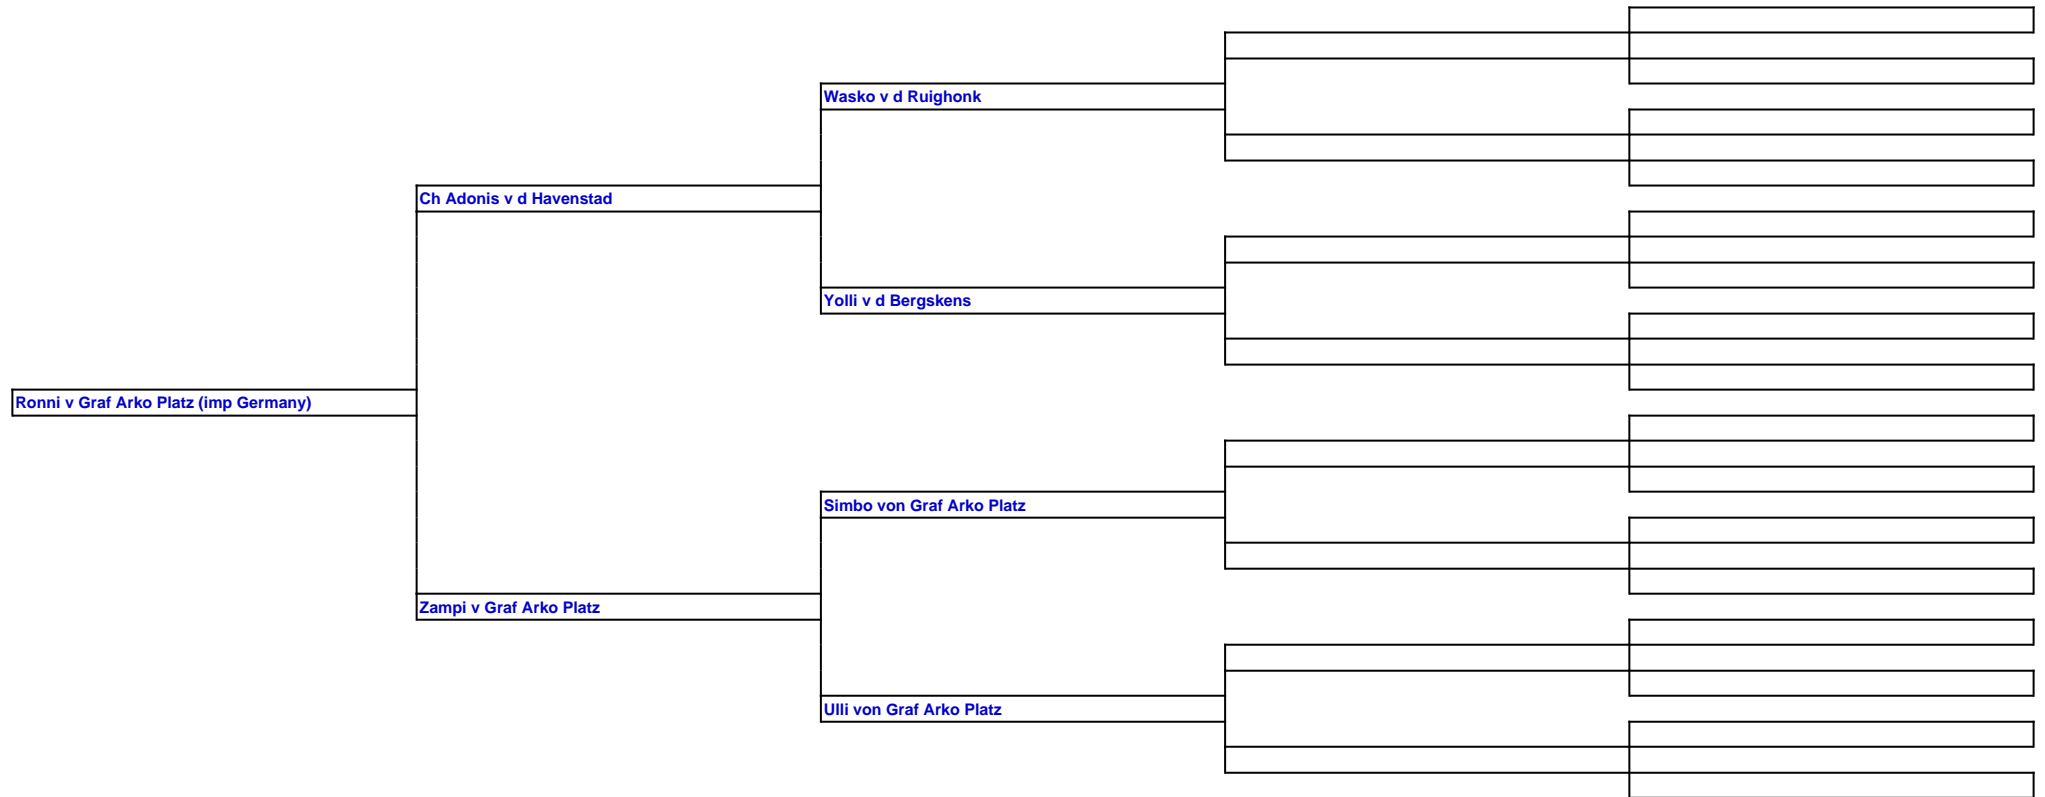 Wasko v d Ruighonk
Ch Adonis v d Havenstad
Yolli v d Bergskens
Ronni v Graf Arko Platz (imp Germany)
Simbo von Graf Arko Platz
Zampi v Graf Arko Platz
Ulli von Graf Arko Platz